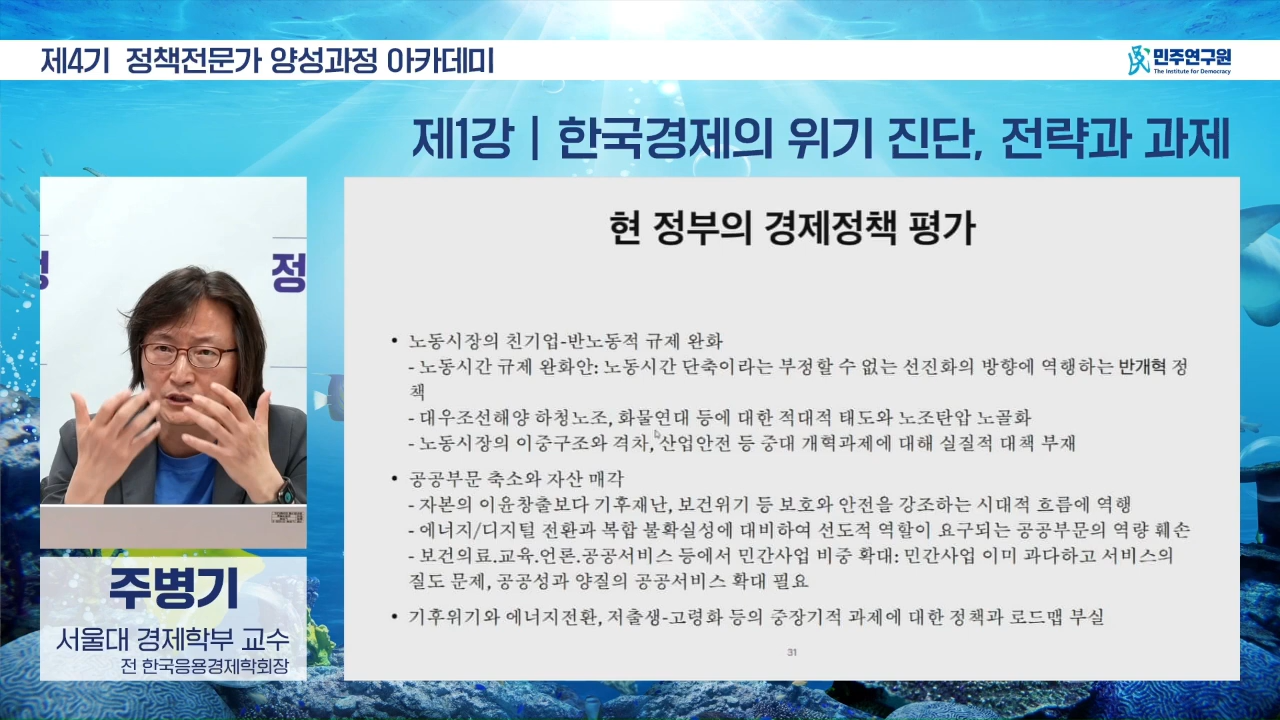 제4기 정책전문가 양성과정 아카데미
민주연구원
The Institute for Democracy
제1강 | 한국경제의 위기 진단, 전략과 과제
정
현 정부의 경제정책 평가
• 노동시장의 친기업-반노동적 규제 완화
- 노동시간 규제 완화안: 노동시간 단축이라는 부정할 수 없는 선진화의 방향에 역행하는 반개혁 정
책
- 대우조선해양 하청노조, 화물연대 등에 대한 적대적 태도와 노조탄압 노골화
- 노동시장의 이중구조와 격차, 산업안전 등 중대 개혁과제에 대해 실질적 대책 부재
• 공공부문 축소와 자산 매각
- 자본의 이윤창출보다 기후재난, 보건위기 등 보호와 안전을 강조하는 시대적 흐름에 역행
- 에너지/디지털 전환과 복합 불확실성에 대비하여 선도적 역할이 요구되는 공공부문의 역량 훼손
- 보건의료.교육.언론.공공서비스 등에서 민간사업 비중 확대: 민간사업 이미 과다하고 서비스의
질도 문제, 공공성과 양질의 공공서비스 확대 필요
• 기후위기와 에너지전환, 저출생-고령화 등의 중장기적 과제에 대한 정책과 로드맵 부실
31
주병기
서울대 경제학부 교수
전 한국응용경제학회장